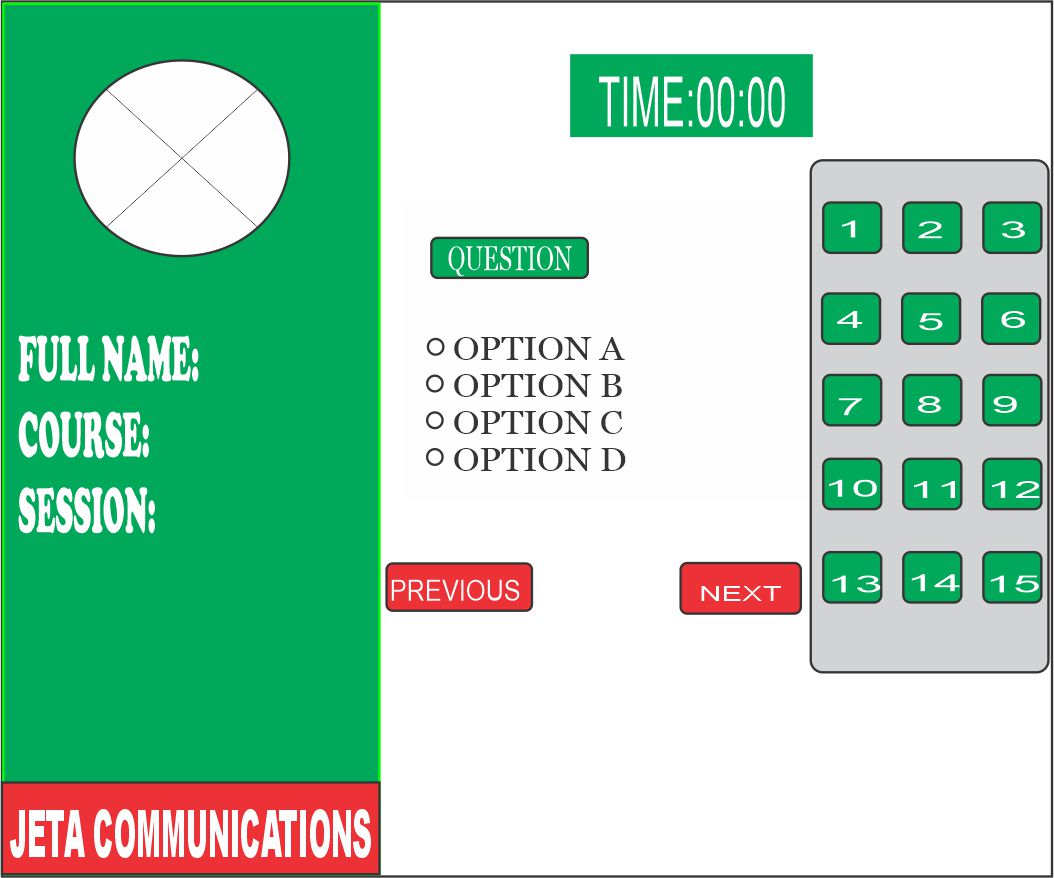 FULL NAME:
COURSE:
SESSION:
JETA COMMUNICATIONS
TIME:00:00
QUESTION
OPTION A
OPTION B
OPTION C
OPTION D
PREVIOUS
NEXT
1 2 3
4 5 6
7 8 9
10 11 12
13 14 15